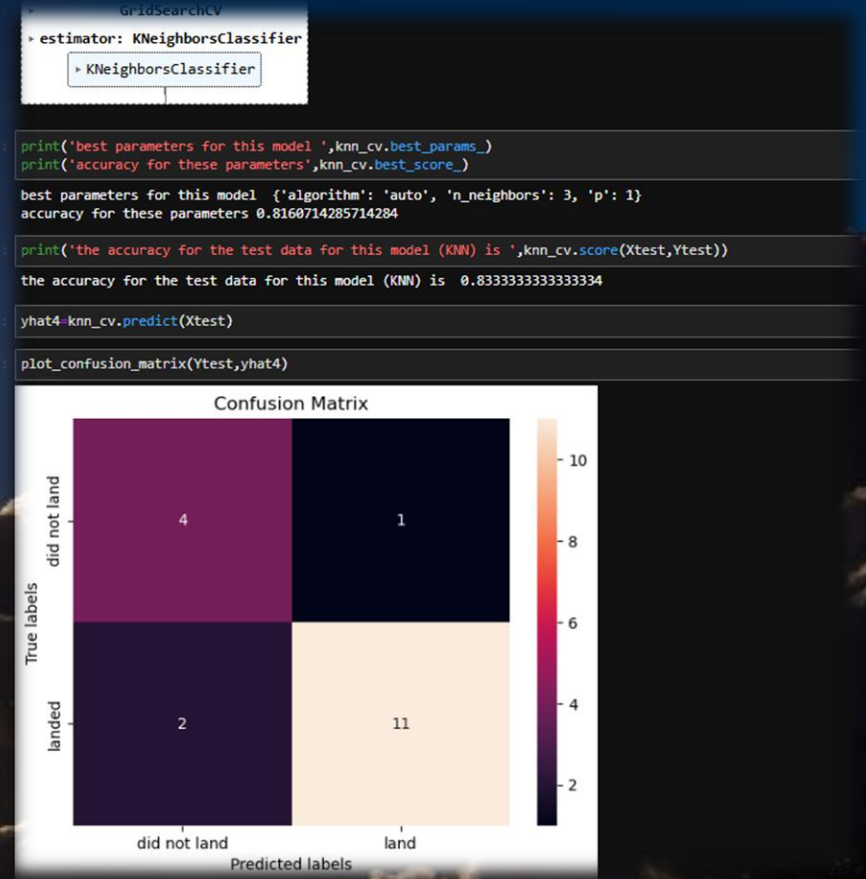 GridSearchCV
▸ estimator: KNeighborsClassifier
▸ KNeighborsClassifier
print('best parameters for this model ',knn_cv.best_params_)
print('accuracy for these parameters',knn_cv.best_score_)
best parameters for this model  {'algorithm': 'auto', 'n_neighbors': 3, 'p': 1}
accuracy for these parameters 0.8160714285714284
print('the accuracy for the test data for this model (KNN) is ',knn_cv.score(Xtest,Ytest))
the accuracy for the test data for this model (KNN) is  0.8333333333333334
yhat4=knn_cv.predict(Xtest)
plot_confusion_matrix(Ytest,yhat4)
Confusion Matrix
True labels
did not land
landed
4
1
2
11
did not land
land
Predicted labels
10
8
6
4
2